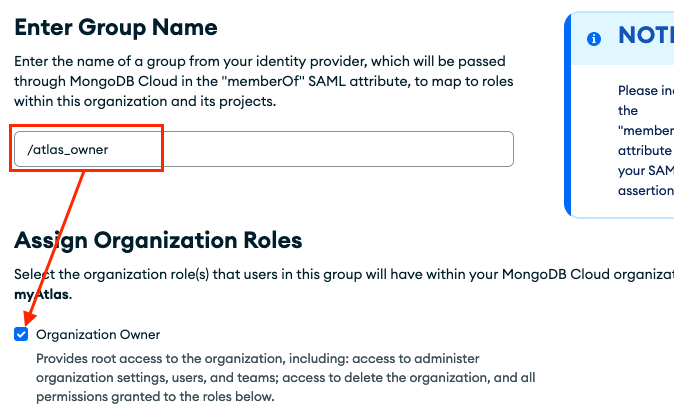 Enter Group Name
Enter the name of a group from your identity provider, which will be passed
through MongoDB Cloud in the "memberOf" SAML attribute, to map to roles
within this organization and its projects.
/atlas_owner
NOT
Please in
the
"member
attribute
your SAM
assertion
Assign Organization Roles
Select the organization role(s) that users in this group will have within your MongoDB Cloud organiza
myAtlas.
Organization Owner
Provides root access to the organization, including: access to administer
organization settings, users, and teams; access to delete the organization, and all
permissions granted to the roles below.